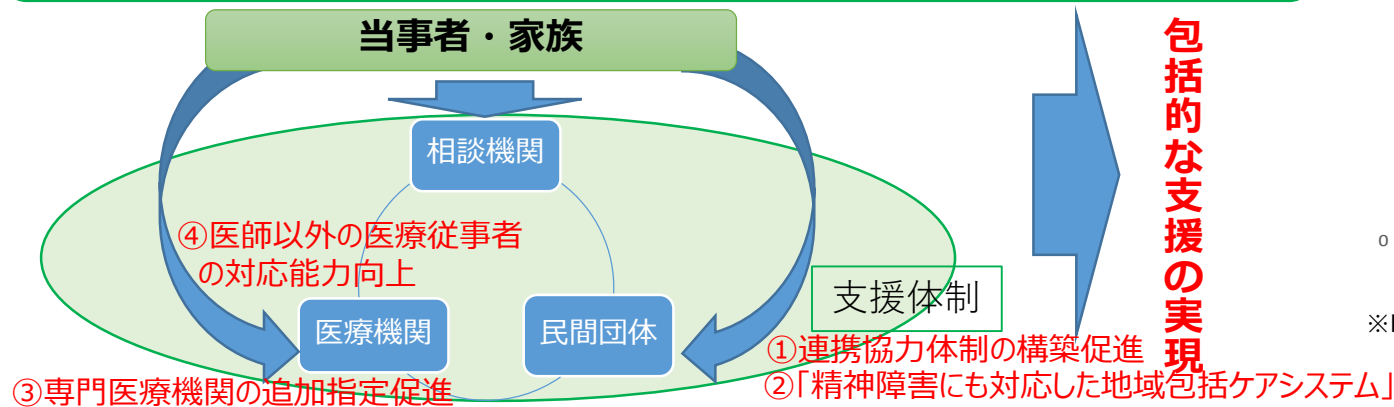 当事者・家族
包括的な支援の実現
相談機関
④医師以外の医療従事者
の対応能力向上
支援体制
医療機関
民間団体
①連携協力体制の構築促進
③専門医療機関の追加指定促進
②「精神障害にも対応した地域包括ケアシステム」
0